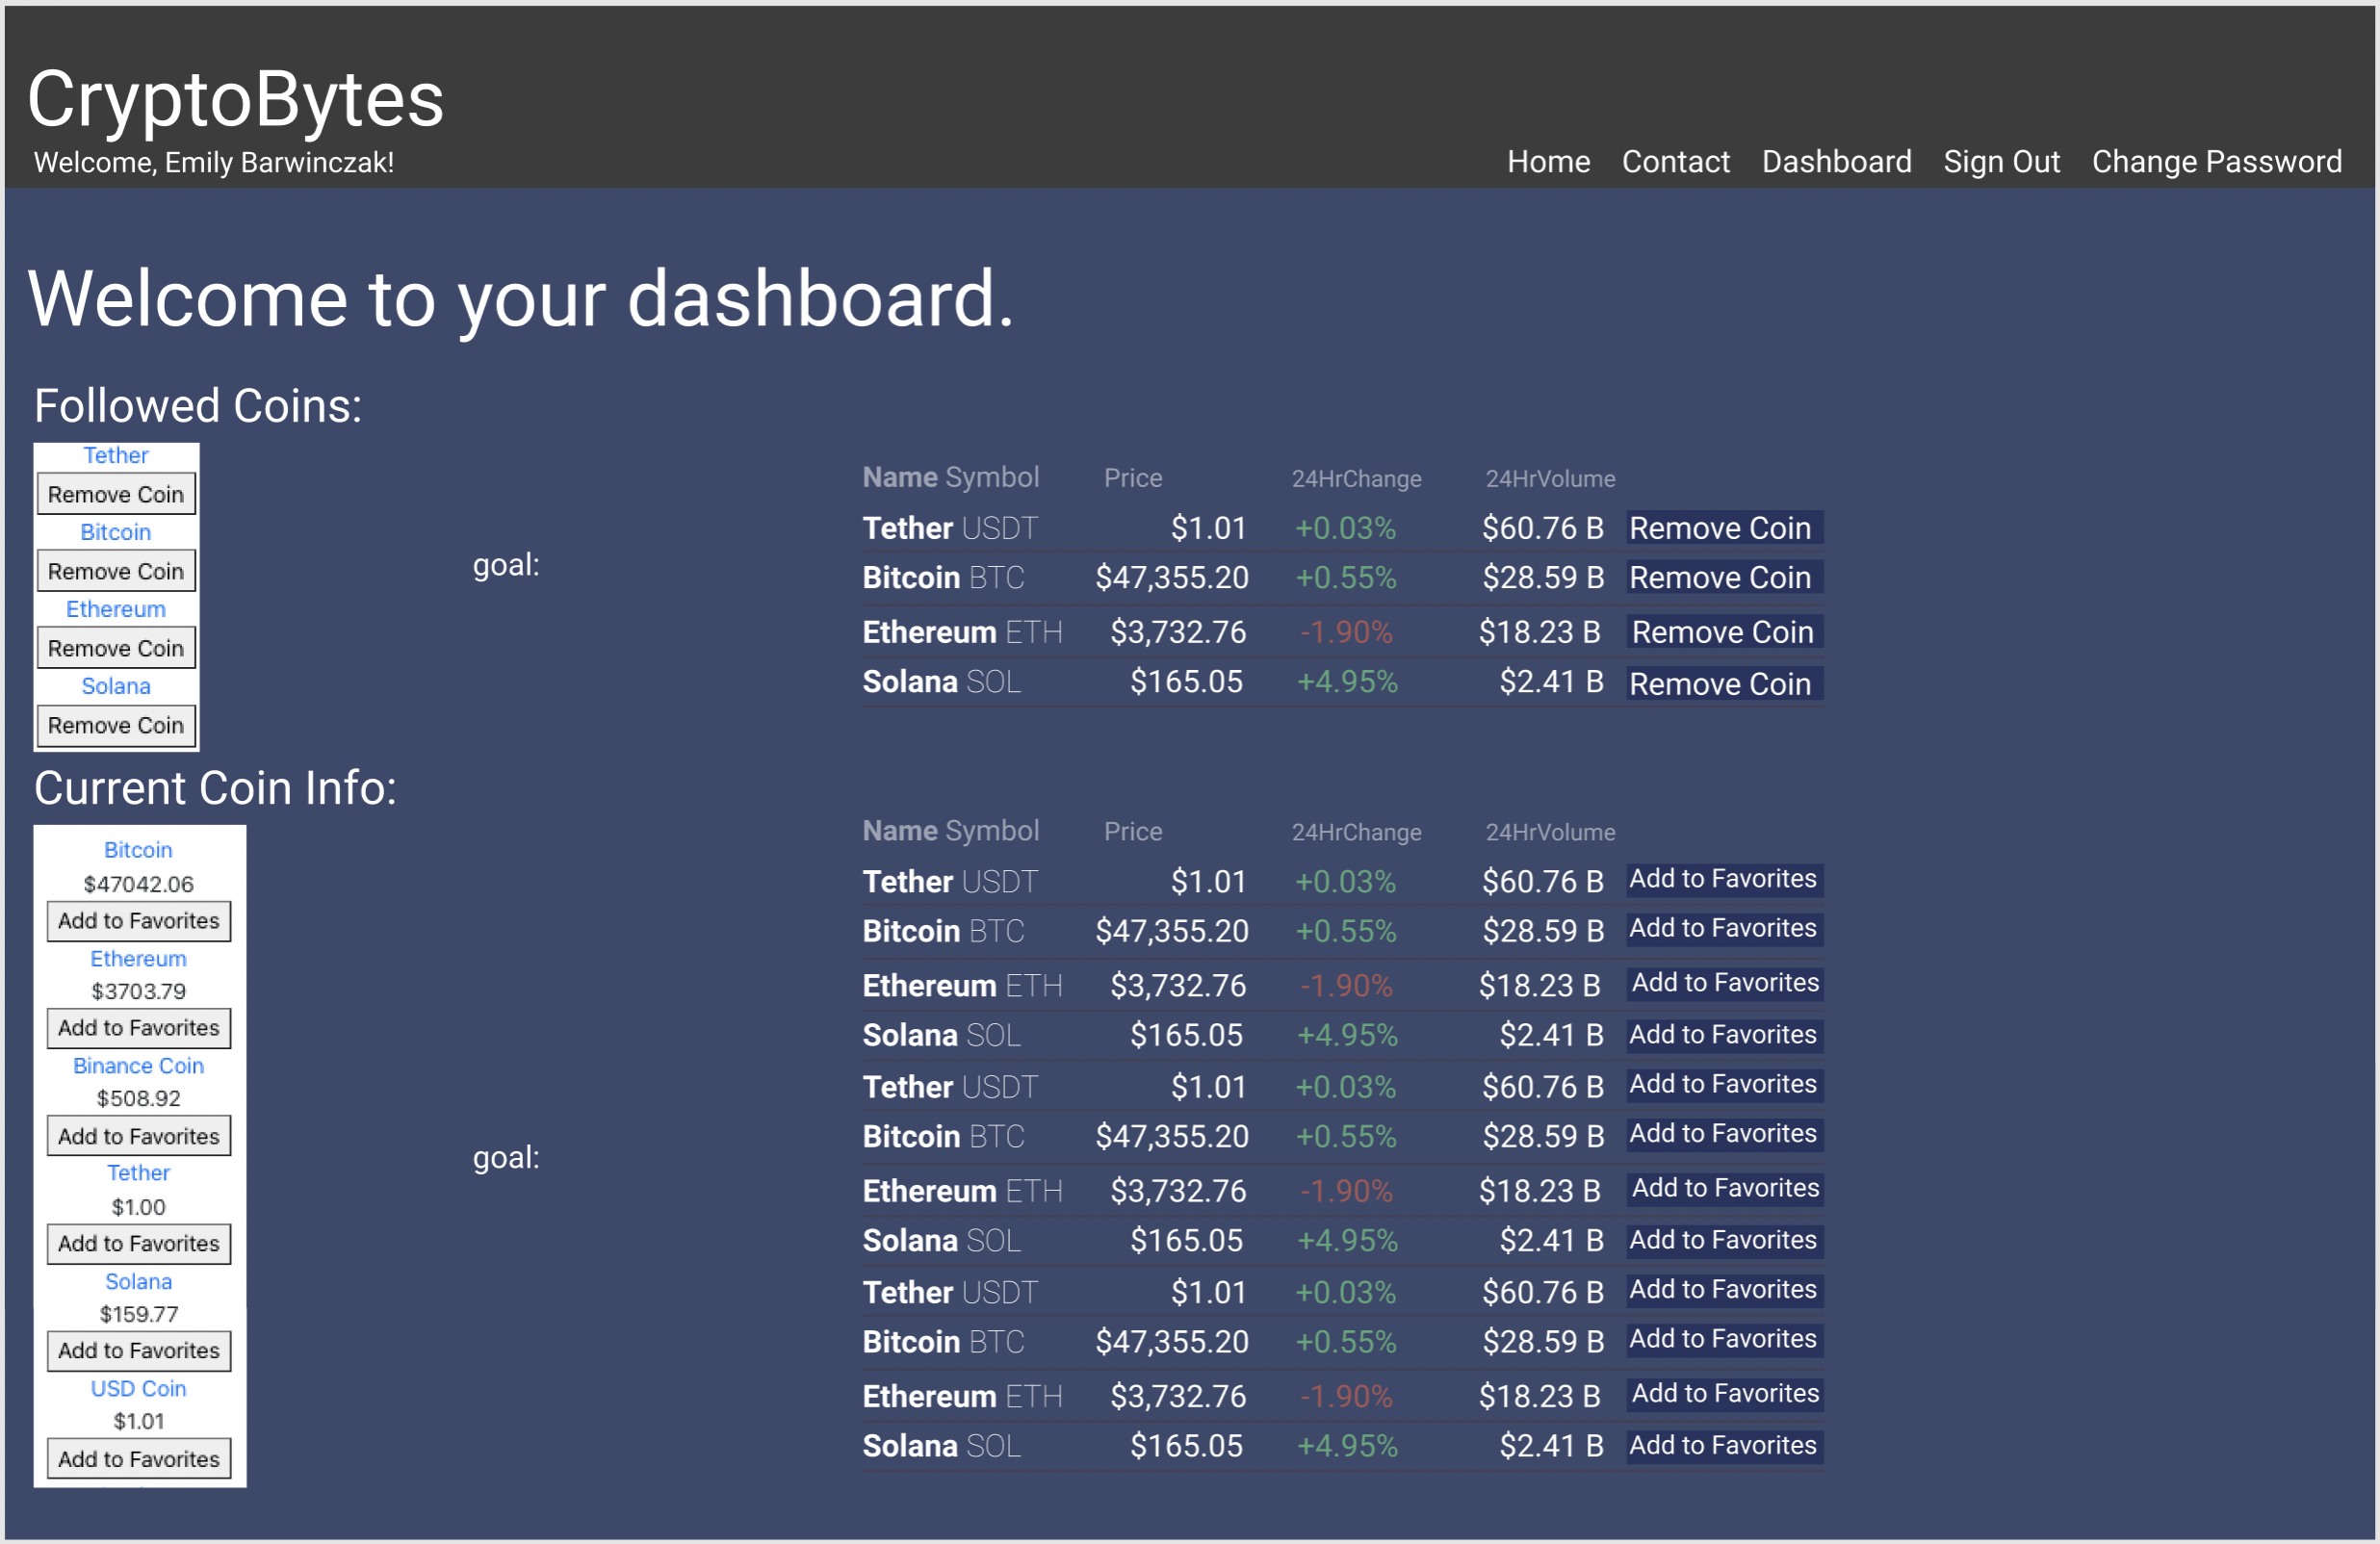 CryptoBytes
Welcome, Emily Barwinczak!
Home Contact Dashboard Sign Out Change Password
Welcome to your dashboard.
Followed Coins:
Tether
Remove Coin
Bitcoin
Remove Coin
Ethereum
Remove Coin
Solana
Remove Coin
goal:
Name Symbol Price 24HrChange 24HrVolume
Tether USDT $1.01 +0.03% $60.76 B Remove Coin
Bitcoin BTC $47,355.20 +0.55% $28.59 B Remove Coin
Ethereum ETH $3,732.76 -1.90% $18.23 B Remove Coin
Solana SOL $165.05 +4.95% $2.41 B Remove Coin
Current Coin Info:
Bitcoin
$47042.06
Add to Favorites
Ethereum
$3703.79
Add to Favorites
Binance Coin
$508.92
Add to Favorites
Tether
$1.00
Add to Favorites
Solana
$159.77
Add to Favorites
USD Coin
$1.01
Add to Favorites
goal:
Name Symbol Price 24HrChange 24HrVolume
Tether USDT $1.01 +0.03% $60.76 B Add to Favorites
Bitcoin BTC $47,355.20 +0.55% $28.59 B Add to Favorites
Ethereum ETH $3,732.76 -1.90% $18.23 B Add to Favorites
Solana SOL $165.05 +4.95% $2.41 B Add to Favorites
Tether USDT $1.01 +0.03% $60.76 B Add to Favorites
Bitcoin BTC $47,355.20 +0.55% $28.59 B Add to Favorites
Ethereum ETH $3,732.76 -1.90% $18.23 B Add to Favorites
Solana SOL $165.05 +4.95% $2.41 B Add to Favorites
Tether USDT $1.01 +0.03% $60.76 B Add to Favorites
Bitcoin BTC $47,355.20 +0.55% $28.59 B Add to Favorites
Ethereum ETH $3,732.76 -1.90% $18.23 B Add to Favorites
Solana SOL $165.05 +4.95% $2.41 B Add to Favorites